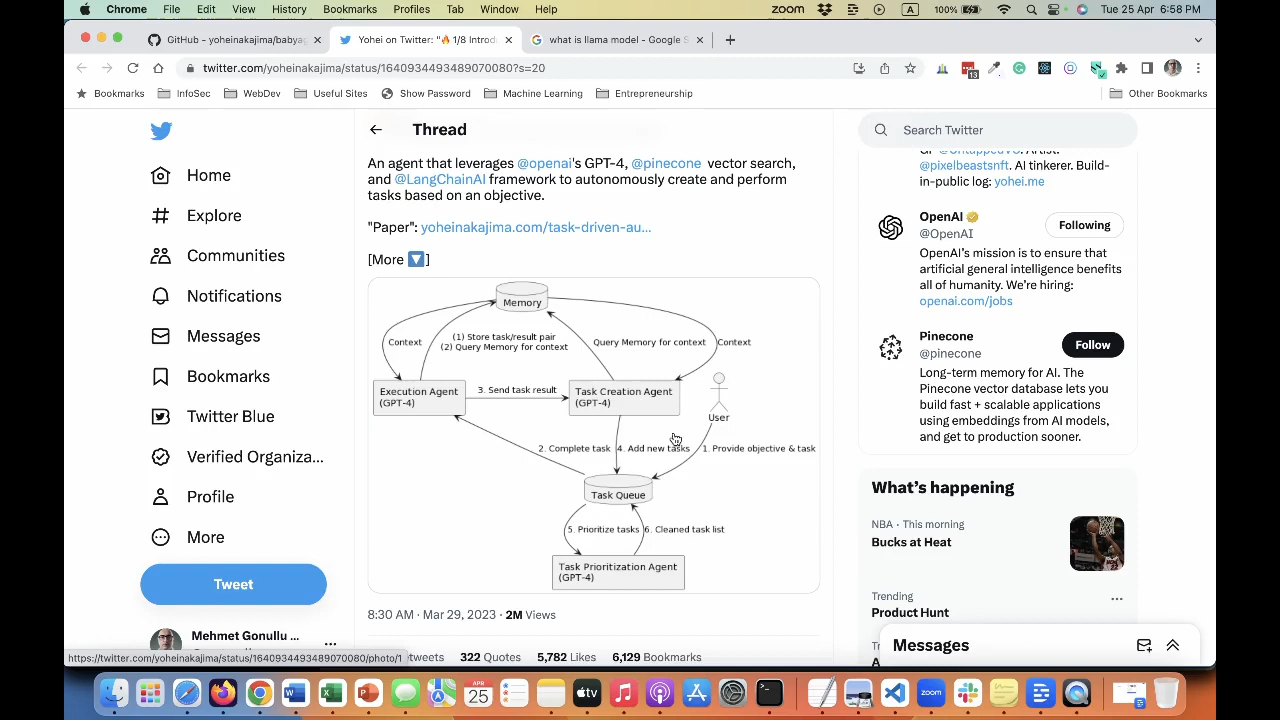 Chrome File Edit View History Bookmarks Profiles Tab Window Help zoom A 100% Tue 25 Apr 6:58 PM
GitHub - yoheinakajima/babyag
Yohei on Twitter: "🔥 1/8 Introd
what is llama model - Google S
twitter.com/yoheinakajima/status/1640934493489070080?s=20
13
Bookmarks InfoSec WebDev Useful Sites Show Password Machine Learning Entrepreneurship Other Bookmarks
Home
Explore
Communities
Notifications
Messages
Bookmarks
Twitter Blue
Verified Organiza...
Profile
More
Tweet
Mehmet Gonullu ...
https://twitter.com/yoheinakajima/status/1640934493489070080/photo/1
Thread
An agent that leverages @openai's GPT-4, @pinecone vector search,
and @LangChainAI framework to autonomously create and perform
tasks based on an objective.
"Paper": yoheinakajima.com/task-driven-au...
[More 🔽]
Memory
Context
(1) Store task/result pair
(2) Query Memory for context
Query Memory for context
Context
Execution Agent
(GPT-4)
3. Send task result
Task Creation Agent
(GPT-4)
User
2. Complete task
4. Add new tasks
1. Provide objective & task
Task Queue
5. Prioritize tasks
6. Cleaned task list
Task Prioritization Agent
(GPT-4)
8:30 AM · Mar 29, 2023 · 2M Views
tweets 322 Quotes 5,782 Likes 6,129 Bookmarks
Search Twitter
@pixelbeastsnft. AI tinkerer. Build-
in-public log: yohei.me
OpenAI
@OpenAI
Following
OpenAI's mission is to ensure that
artificial general intelligence benefits
all of humanity. We're hiring:
openai.com/jobs
Pinecone
@pinecone
Follow
Long-term memory for AI. The
Pinecone vector database lets you
build fast + scalable applications
using embeddings from AI models,
and get to production sooner.
What's happening
NBA · This morning
Bucks at Heat
Trending
Product Hunt
Messages
APR
25
zoom